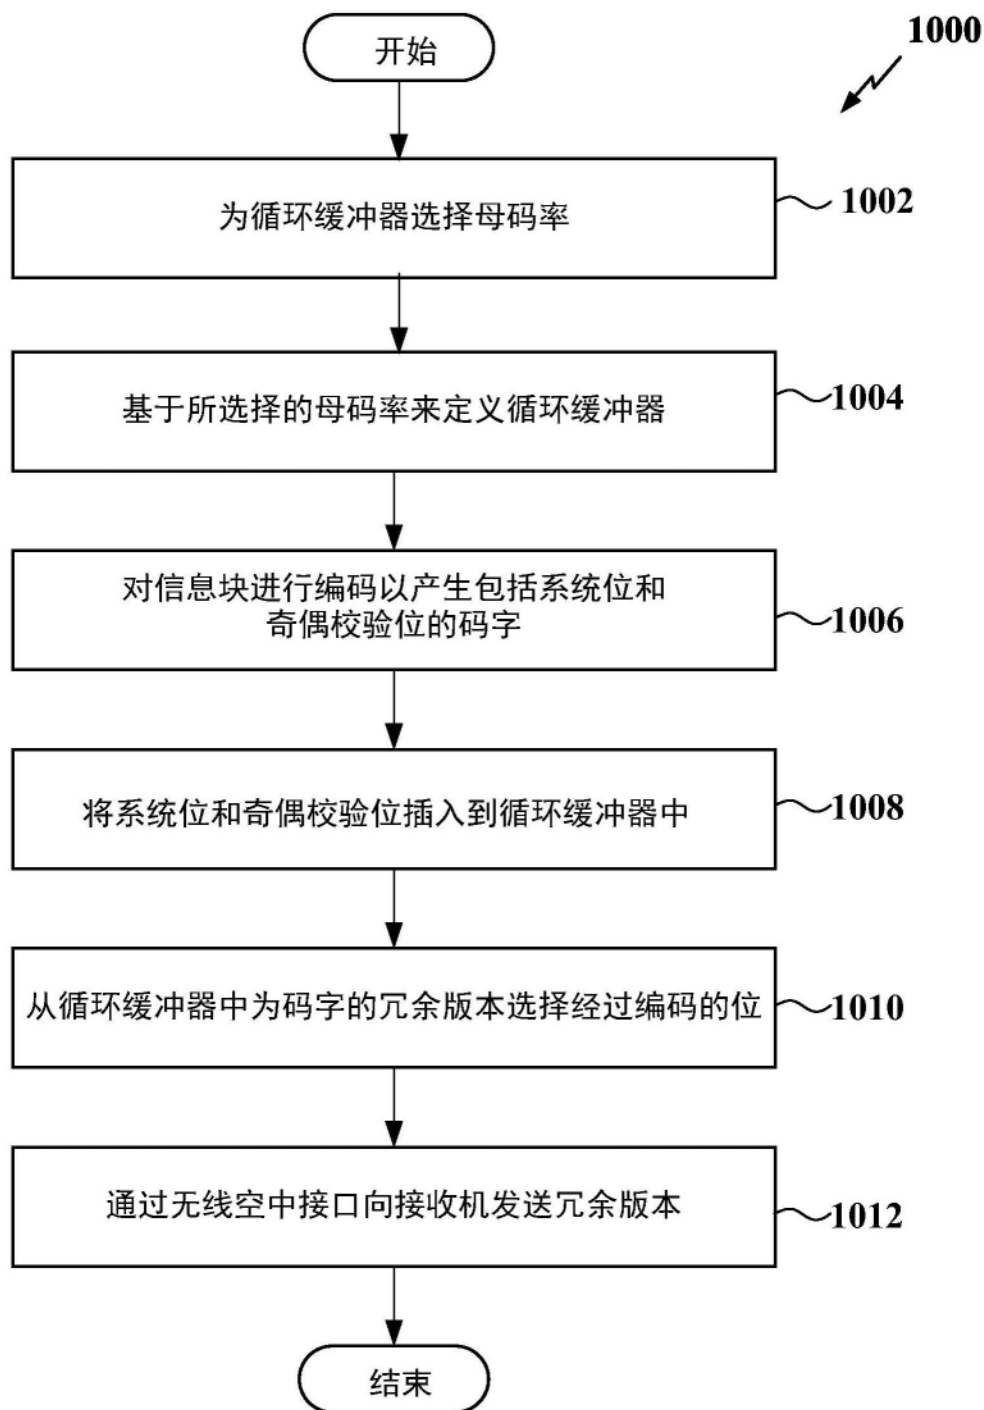 开始
1000
为循环缓冲器选择母码率
1002
基于所选择的母码率来定义循环缓冲器
1004
对信息块进行编码以产生包括系统位和
奇偶校验位的码字
1006
将系统位和奇偶校验位插入到循环缓冲器中
1008
从循环缓冲器中为码字的冗余版本选择经过编码的位
1010
通过无线空中接口向接收机发送冗余版本
1012
结束